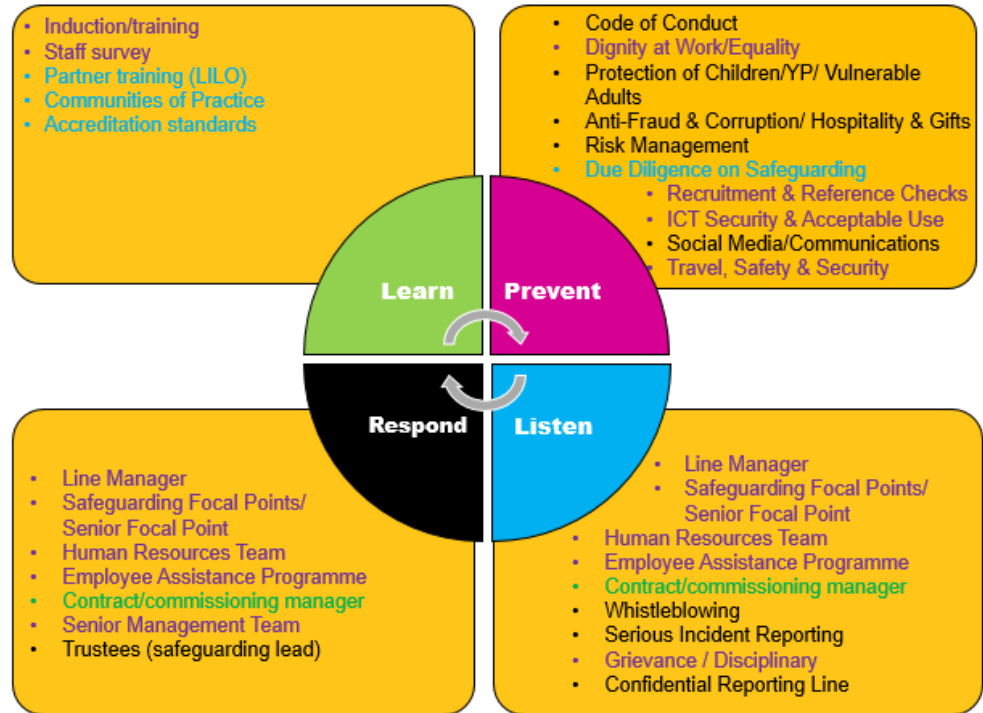 • Induction/training
• Staff survey
• Partner training (LILO)
• Communities of Practice
• Accreditation standards
• Code of Conduct
• Dignity at Work/Equality
• Protection of Children/YP/ Vulnerable
Adults
• Anti-Fraud & Corruption/ Hospitality & Gifts
• Risk Management
• Due Diligence on Safeguarding
• Recruitment & Reference Checks
• ICT Security & Acceptable Use
• Social Media/Communications
• Travel, Safety & Security
Learn
Prevent
Respond
Listen
• Line Manager
• Safeguarding Focal Points/
Senior Focal Point
• Human Resources Team
• Employee Assistance Programme
• Contract/commissioning manager
• Senior Management Team
• Trustees (safeguarding lead)
• Line Manager
• Safeguarding Focal Points/
Senior Focal Point
• Human Resources Team
• Employee Assistance Programme
• Contract/commissioning manager
• Whistleblowing
• Serious Incident Reporting
• Grievance / Disciplinary
• Confidential Reporting Line